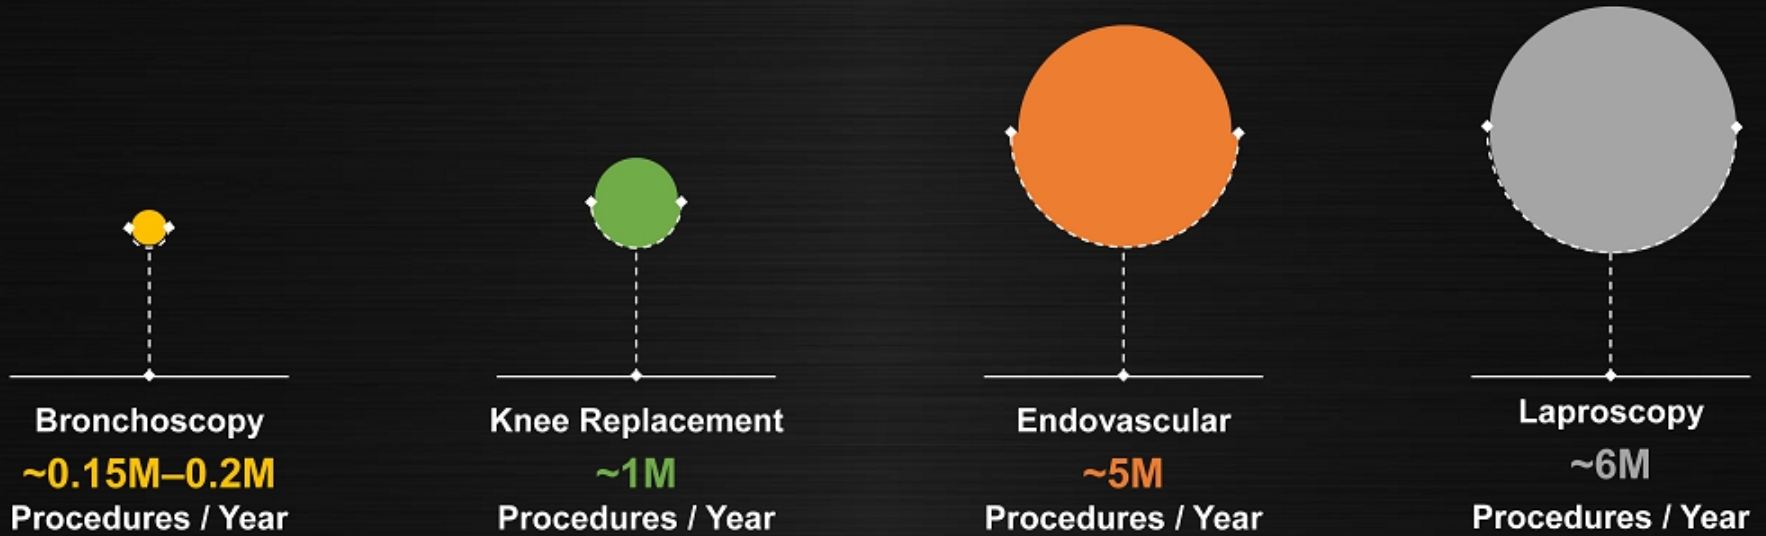 Bronchoscopy
~0.15M–0.2M
Procedures / Year
Knee Replacement
~1M
Procedures / Year
Endovascular
~5M
Procedures / Year
Laproscopy
~6M
Procedures / Year